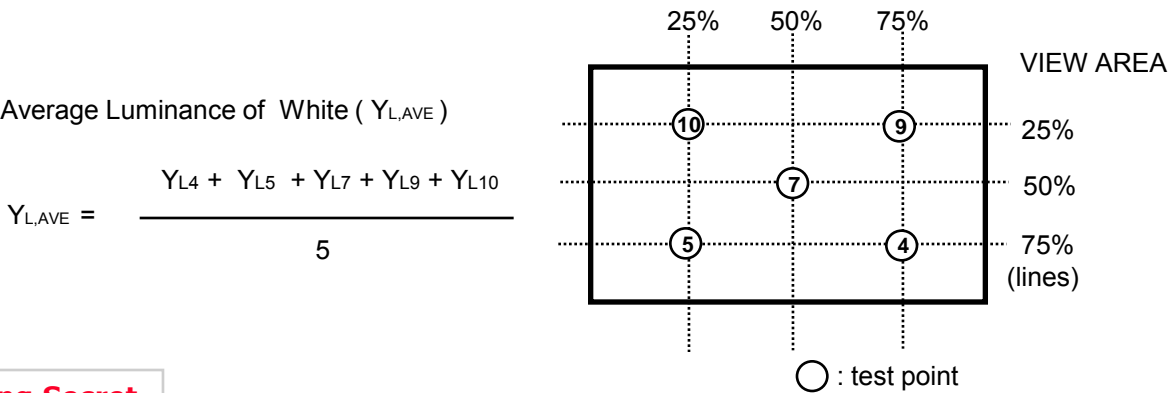 25% 50% 75%
VIEW AREA
Average Luminance of White ( YL,AVE )
10 9 25%
YL4 + YL5 + YL7 + YL9 + YL10
7 50%
YL,AVE =
5
5 4 75%
(lines)
: test point
Secret